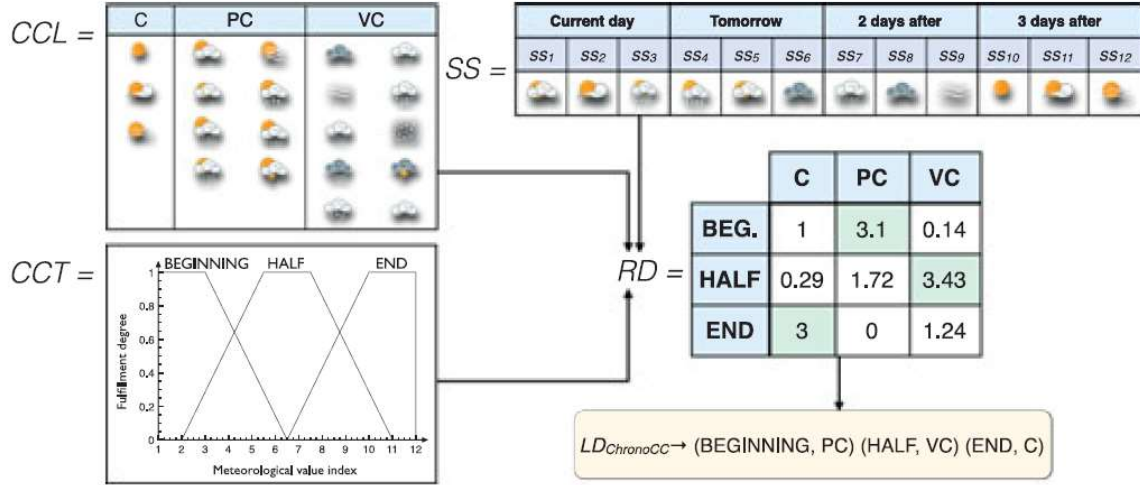 CCL =
C PC VC
SS =
Current day Tomorrow 2 days after 3 days after
SS1 SS2 SS3 SS4 SS5 SS6 SS7 SS8 SS9 SS10 SS11 SS12
CCT =
BEGINNING HALF END
Fulfillment degree
1
0.8
0.6
0.4
0.2
0
1 2 3 4 5 6 7 8 9 10 11 12
Meteorological value index
RD =
C PC VC
BEG. 1 3.1 0.14
HALF 0.29 1.72 3.43
END 3 0 1.24
LDChronoCC→ (BEGINNING, PC) (HALF, VC) (END, C)